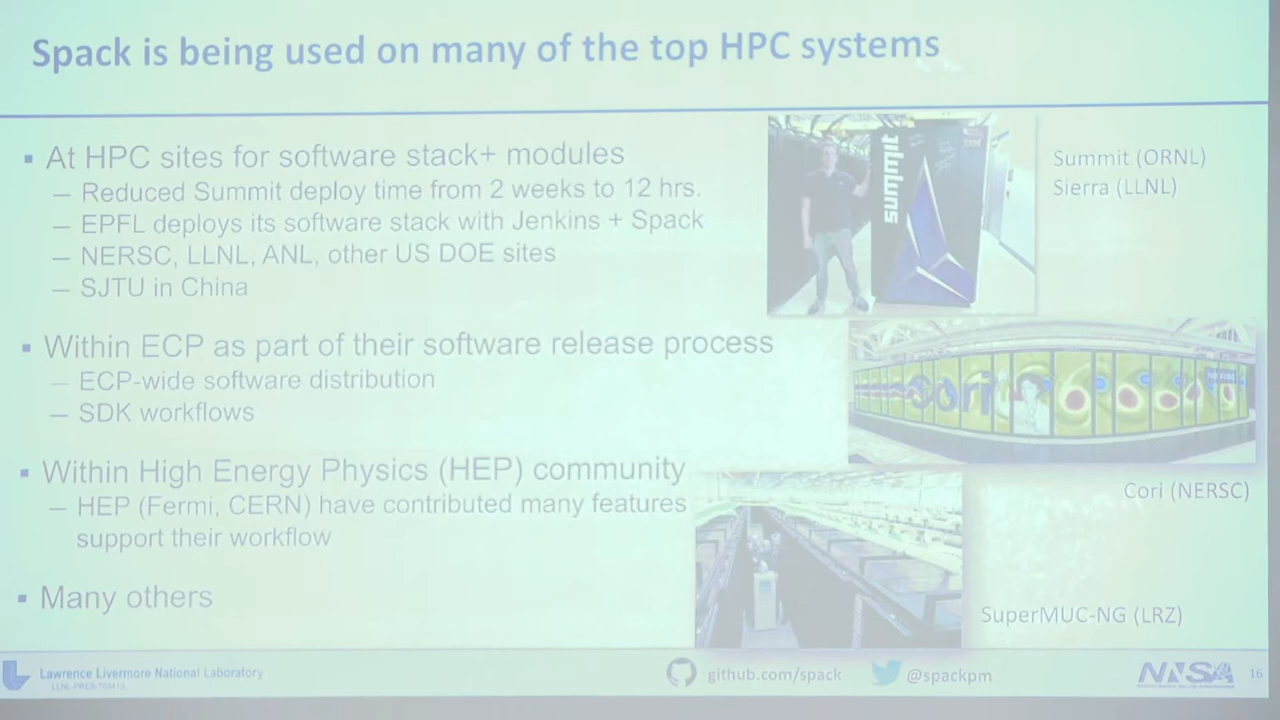 Spack is being used on many of the top HPC systems
▪ At HPC sites for software stack+ modules
– Reduced Summit deploy time from 2 weeks to 12 hrs.
– EPFL deploys its software stack with Jenkins + Spack
– NERSC, LLNL, ANL, other US DOE sites
– SJTU in China
▪ Within ECP as part of their software release process
– ECP-wide software distribution
– SDK workflows
▪ Within High Energy Physics (HEP) community
– HEP (Fermi, CERN) have contributed many features
support their workflow
▪ Many others
Summit (ORNL)
Sierra (LLNL)
summit
IBM
Cori
Cori (NERSC)
SuperMUC-NG (LRZ)
Lawrence Livermore National Laboratory
github.com/spack
@spackpm
NNSA
16